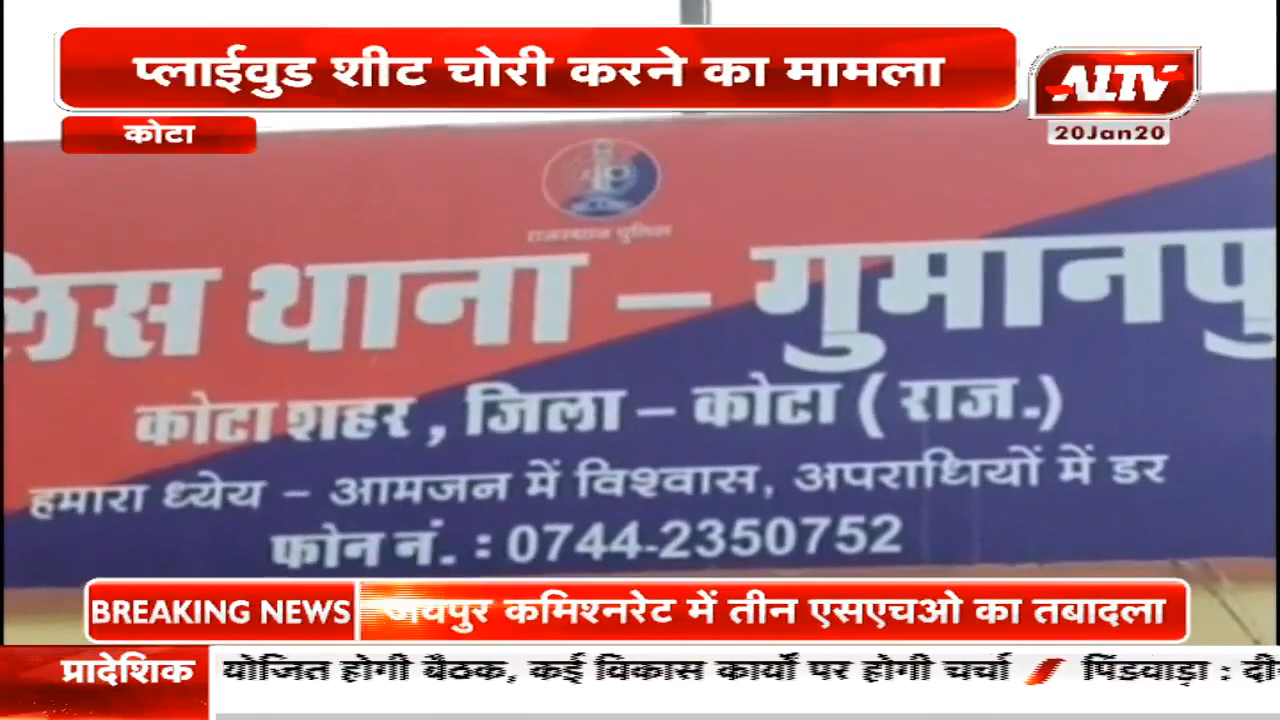 प्लाईवुड शीट चोरी करने का मामला
ALTV
20Jan20
कोटा
राजस्थान पुलिस
लिस थाना – गुमानपु
कोटा शहर , जिला – कोटा ( राज.)
हमारा ध्येय – आमजन में विश्वास, अपराधियों में डर
फोन नं. : 0744-2350752
BREAKING NEWS
जयपुर कमिश्नरेट में तीन एसएचओ का तबादला
प्रादेशिक
योजित होगी बैठक, कई विकास कार्यों पर होगी चर्चा
पिंडवाड़ा :